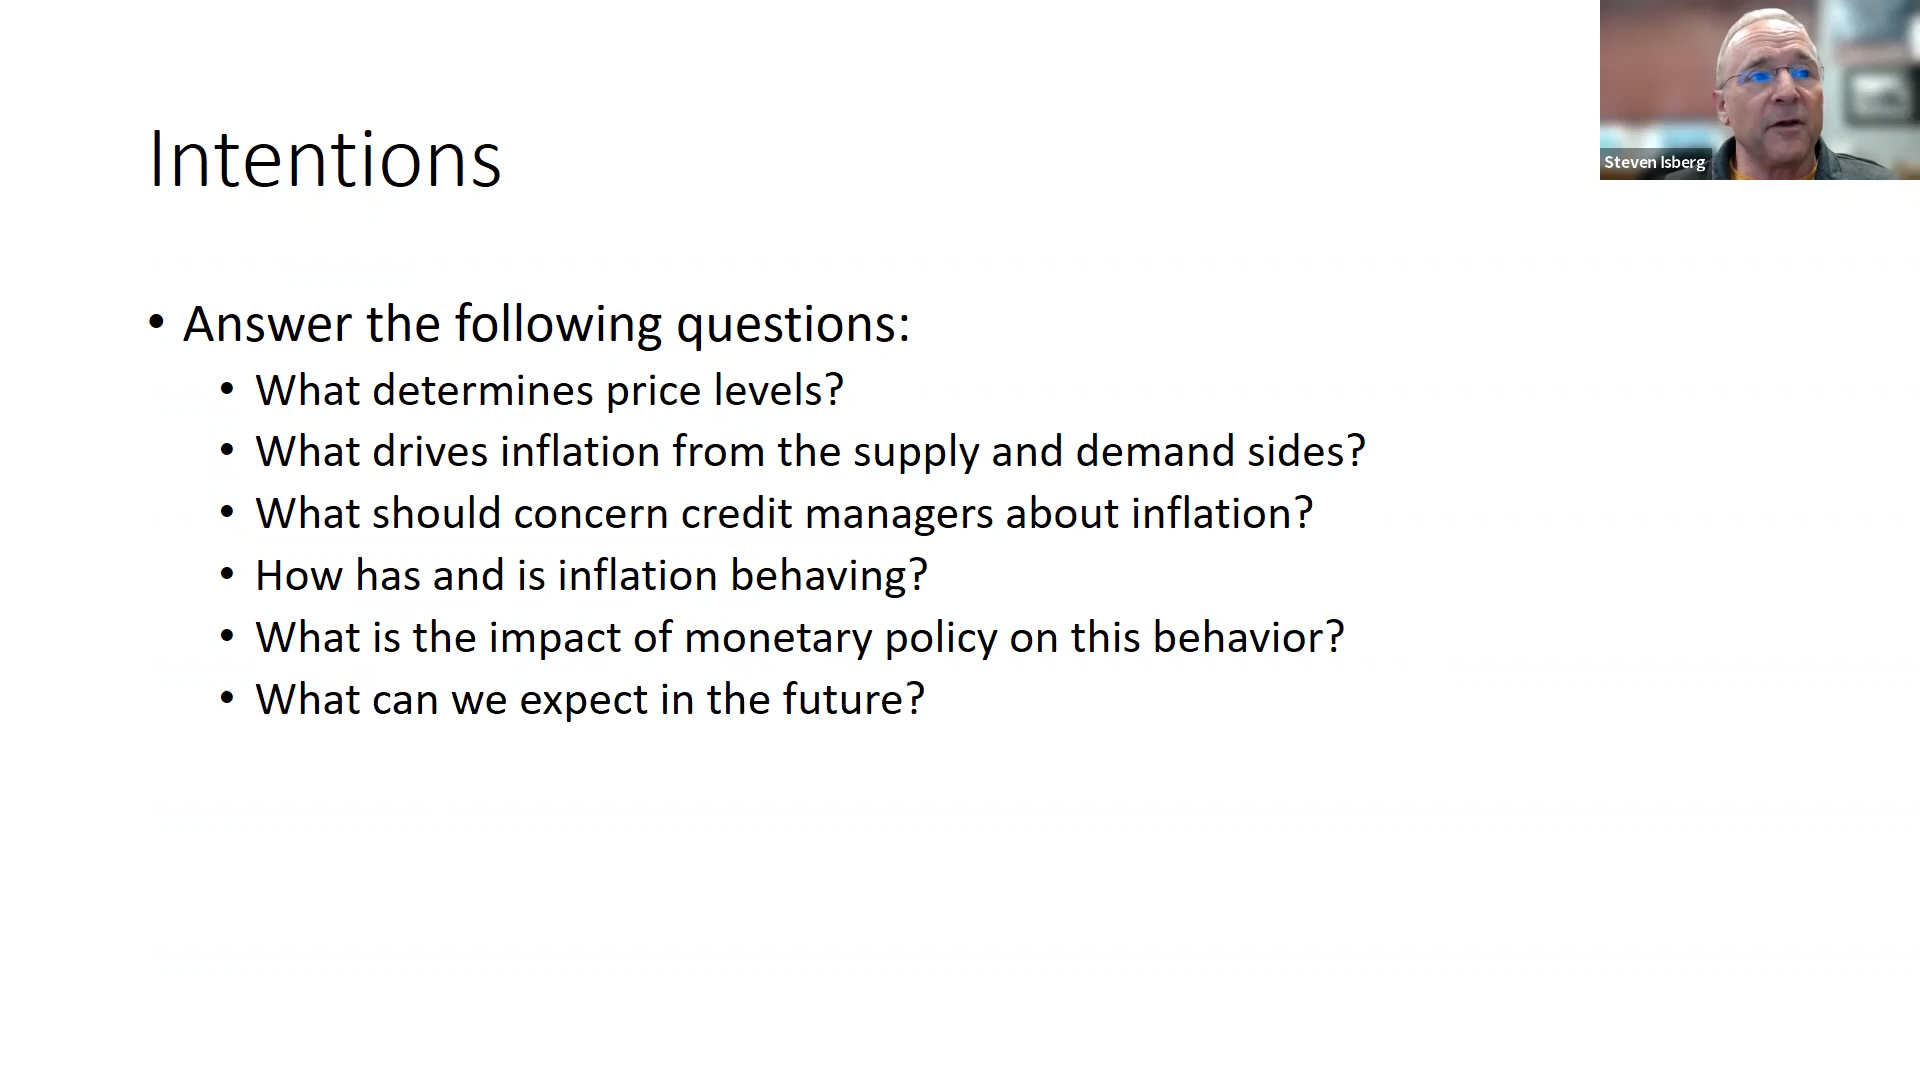 Intentions
Steven Isberg
• Answer the following questions:
• What determines price levels?
• What drives inflation from the supply and demand sides?
• What should concern credit managers about inflation?
• How has and is inflation behaving?
• What is the impact of monetary policy on this behavior?
• What can we expect in the future?